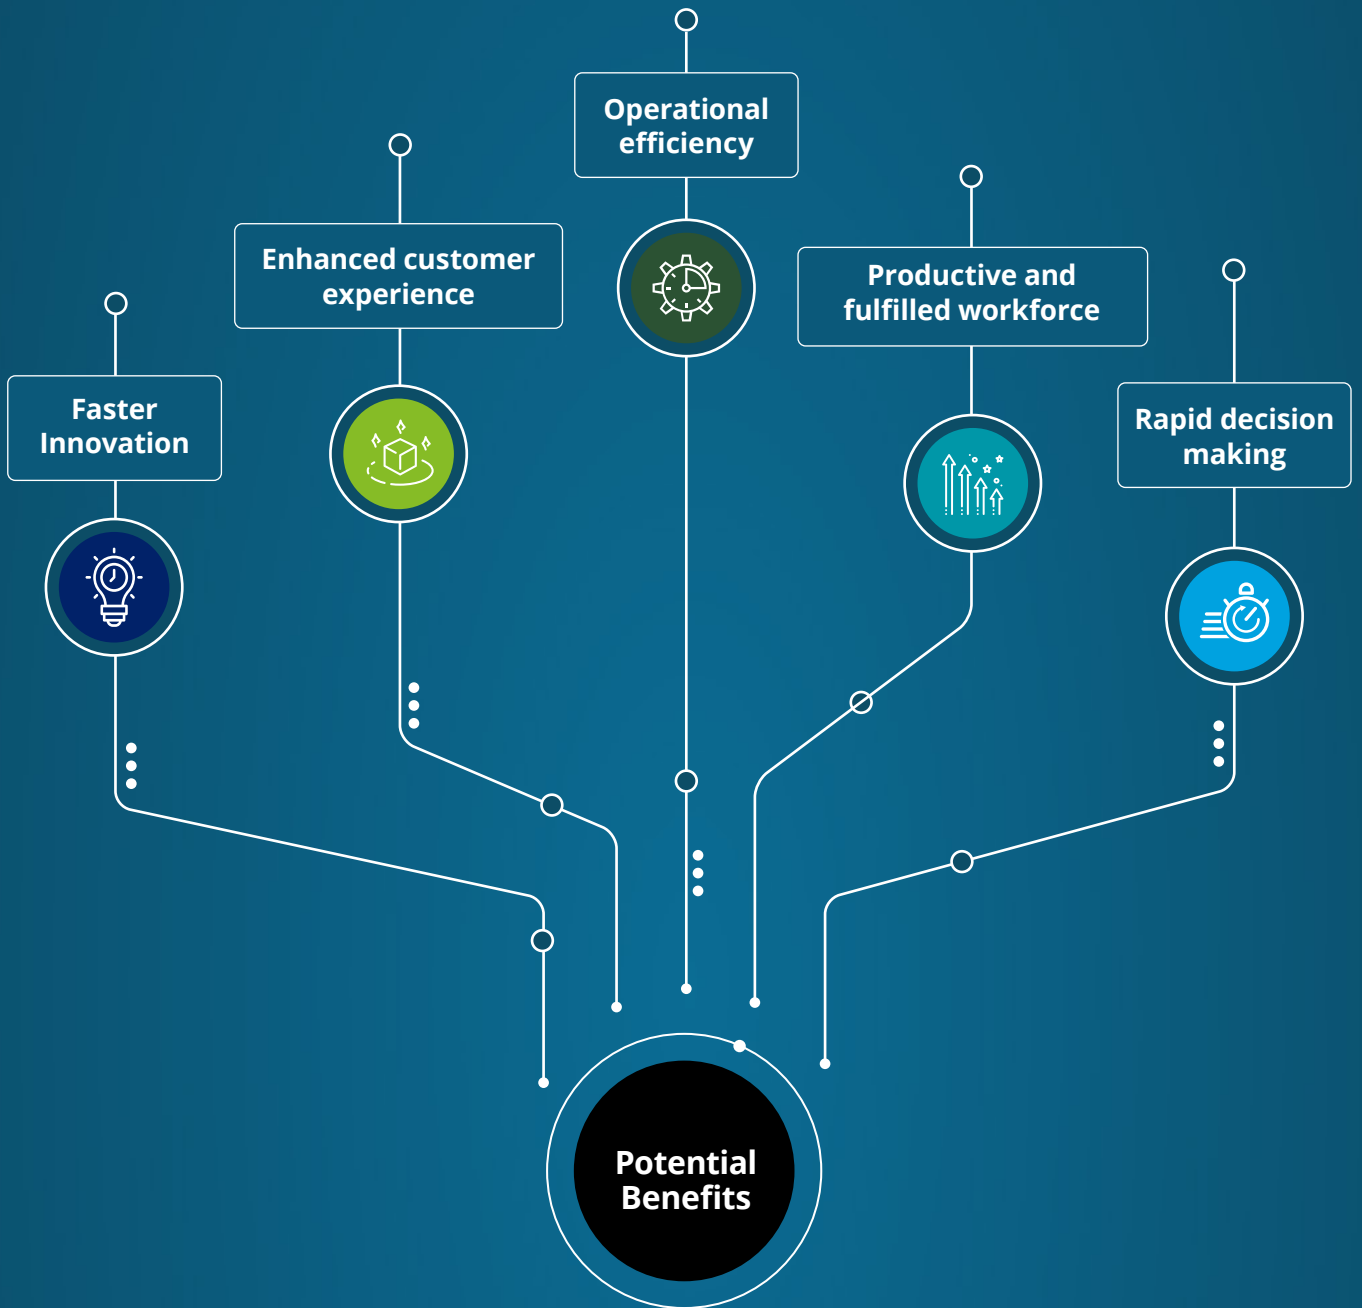 Operational
efficiency
Enhanced customer
experience
Productive and
fulfilled workforce
Faster
Innovation
Rapid decision
making
Potential
Benefits